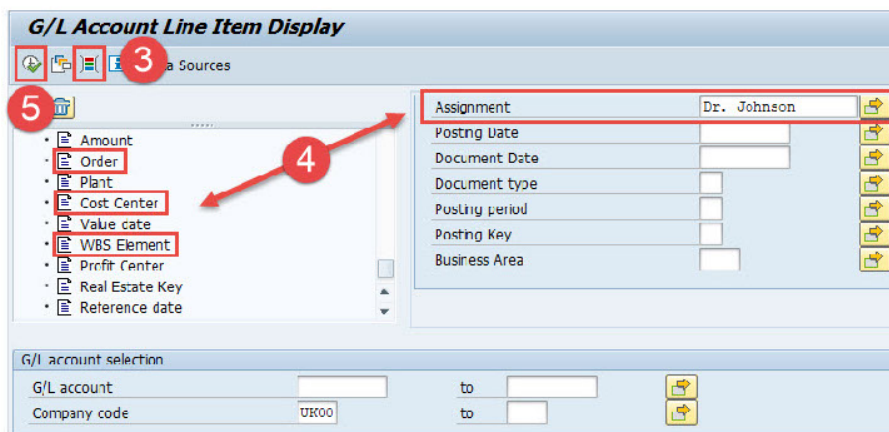 G/L Account Line Item Display
3
a Sources
5
Assignment Dr. Johnson
Amount
Posting Date
Order
4
Document Date
Plant
Document type
Cost Center
Posting period
Value date
Posting Key
WBS Element
Business Area
Profit Center
Real Estate Key
Reference date
G/L account selection
G/L account to
Company code UK00 to